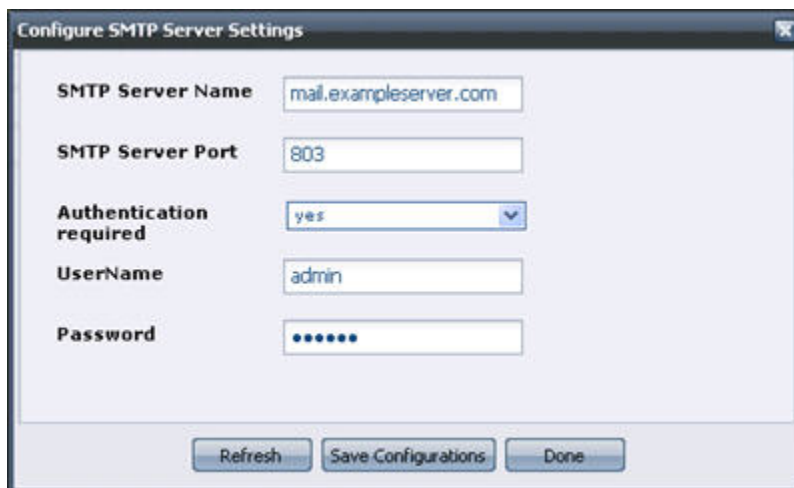 Configure SMTP Server Settings
SMTP Server Name mail.exampleserver.com
SMTP Server Port 803
Authentication required yes
UserName admin
Password ••••••
Refresh Save Configurations Done